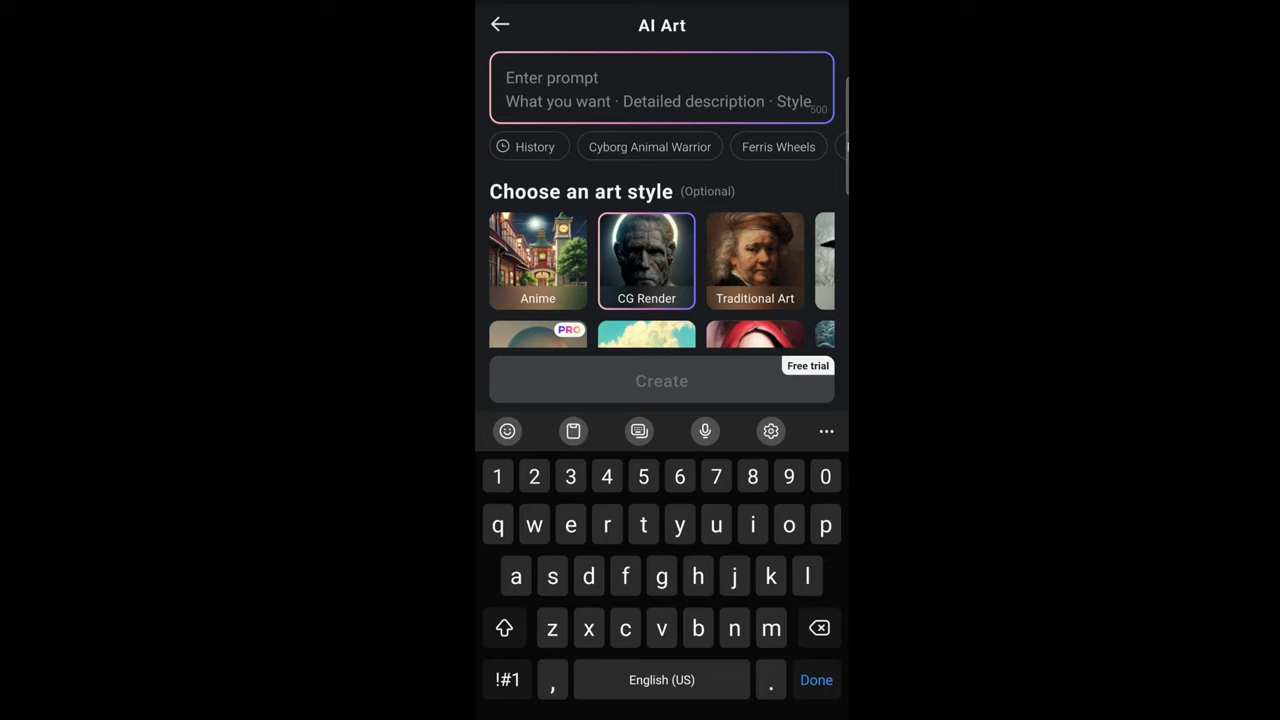 AI Art
Enter prompt
What you want · Detailed description · Style
500
History
Cyborg Animal Warrior
Ferris Wheels
Choose an art style (Optional)
Anime
CG Render
Traditional Art
PRO
Free trial
Create
1 2 3 4 5 6 7 8 9 0
q w e r t y u i o p
a s d f g h j k l
z x c v b n m
!#1 , English (US) . Done